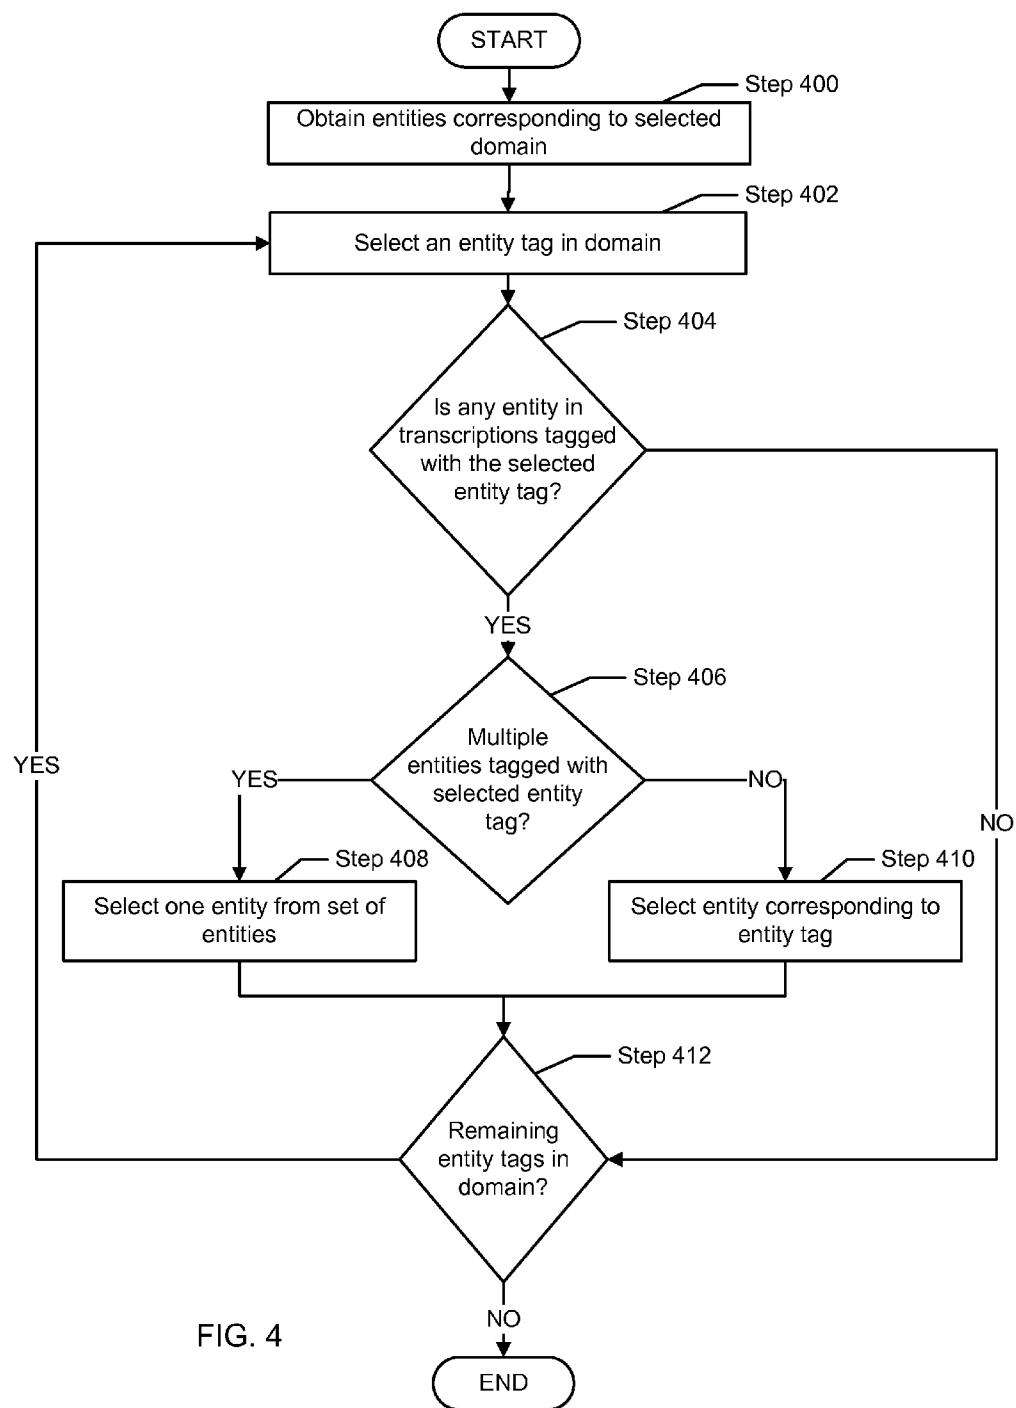 START
Step 400
Obtain entities corresponding to selected
domain
Step 402
Select an entity tag in domain
Step 404
Is any entity in
transcriptions tagged
with the selected
entity tag?
YES
Step 406
Multiple
entities tagged with
selected entity
tag?
YES
YES
NO
NO
Step 408
Select one entity from set of
entities
Step 410
Select entity corresponding to
entity tag
Step 412
Remaining
entity tags in
domain?
NO
FIG. 4
END